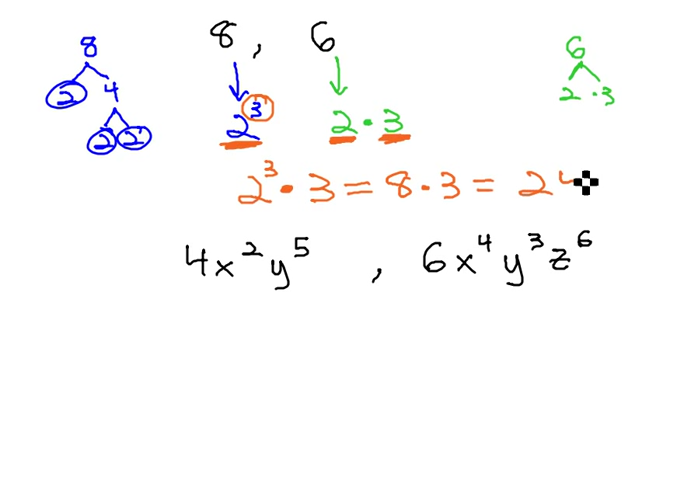 8 8 , 6 6
2 4 2³ 2 · 3 2 · 3
2 2
2³ · 3 = 8 · 3 = 24
4x²y⁵ , 6x⁴y³z⁶